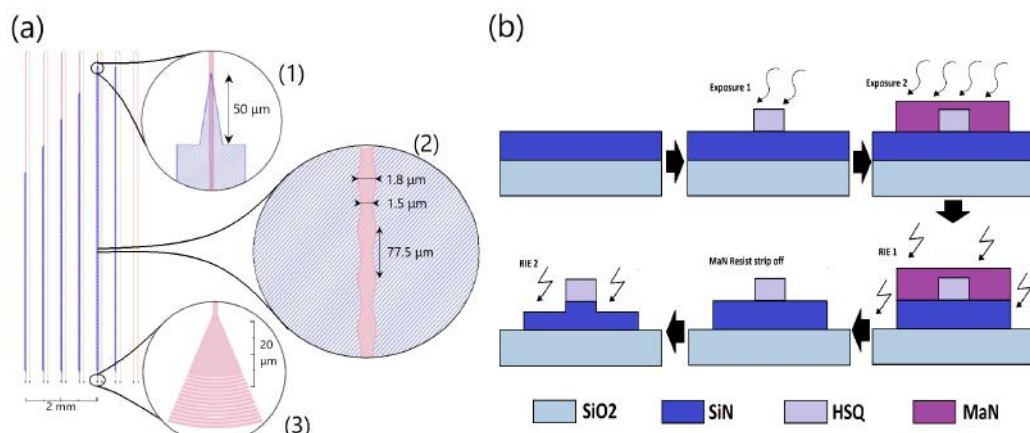 (a)
(1)
50 µm
(2)
1.8 µm
1.5 µm
77.5 µm
20
µm
2 mm
(3)
(b)
Exposure 1
Exposure 2
RIE 2
MaN Resist strip off
RIE 1
SiO2
SiN
HSQ
MaN